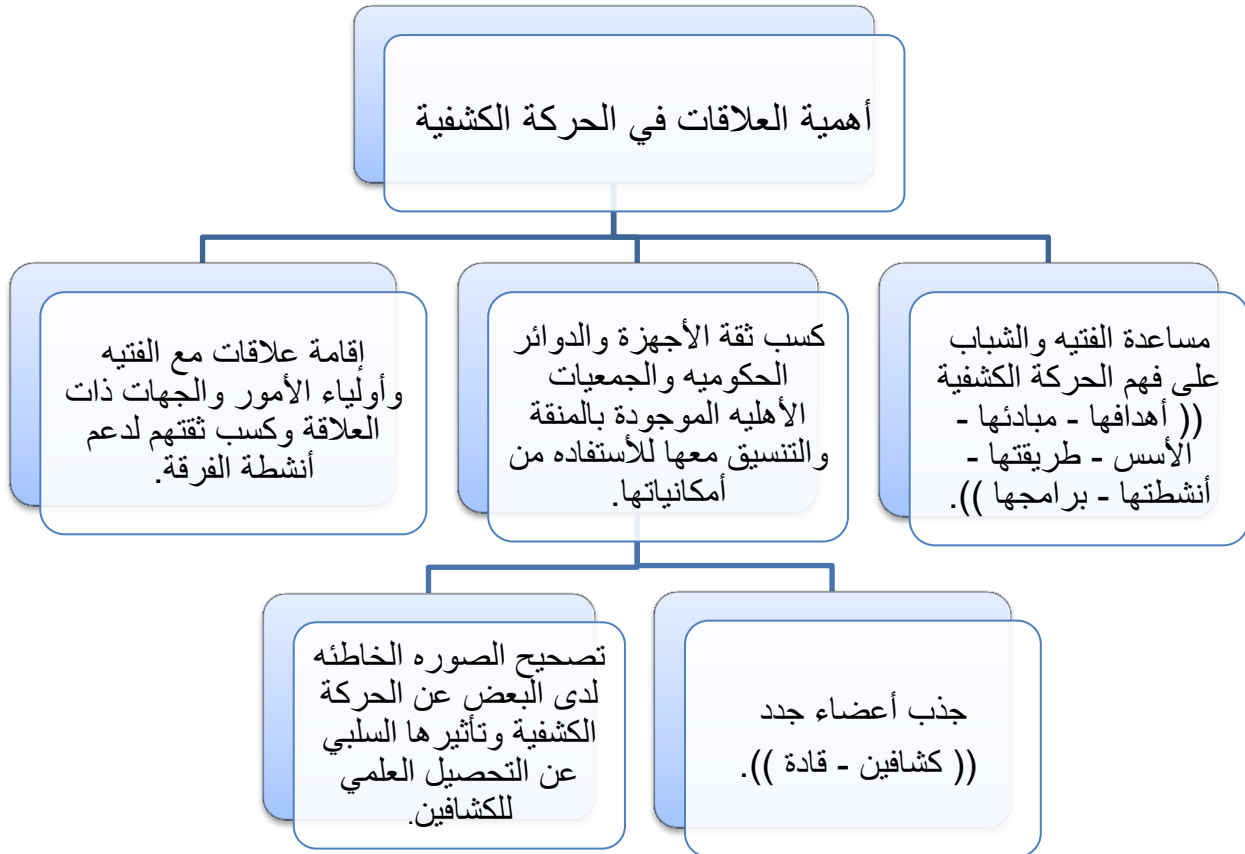 أهمية العلاقات في الحركة الكشفية
مساعدة الفتيه والشباب
على فهم الحركة الكشفية
(( أهدافها - مبادئها -
الأسس - طريقتها -
أنشطتها - برامجها )).
كسب ثقة الأجهزة والدوائر
الحكوميه والجمعيات
الأهليه الموجودة بالمنقة
والتنسيق معها للأستفاده من
أمكانياتها.
إقامة علاقات مع الفتيه
وأولياء الأمور والجهات ذات
العلاقة وكسب ثقتهم لدعم
أنشطة الفرقة.
جذب أعضاء جدد
(( كشافين - قادة )).
تصحيح الصوره الخاطئه
لدى البعض عن الحركة
الكشفية وتأثيرها السلبي
عن التحصيل العلمي
للكشافين.